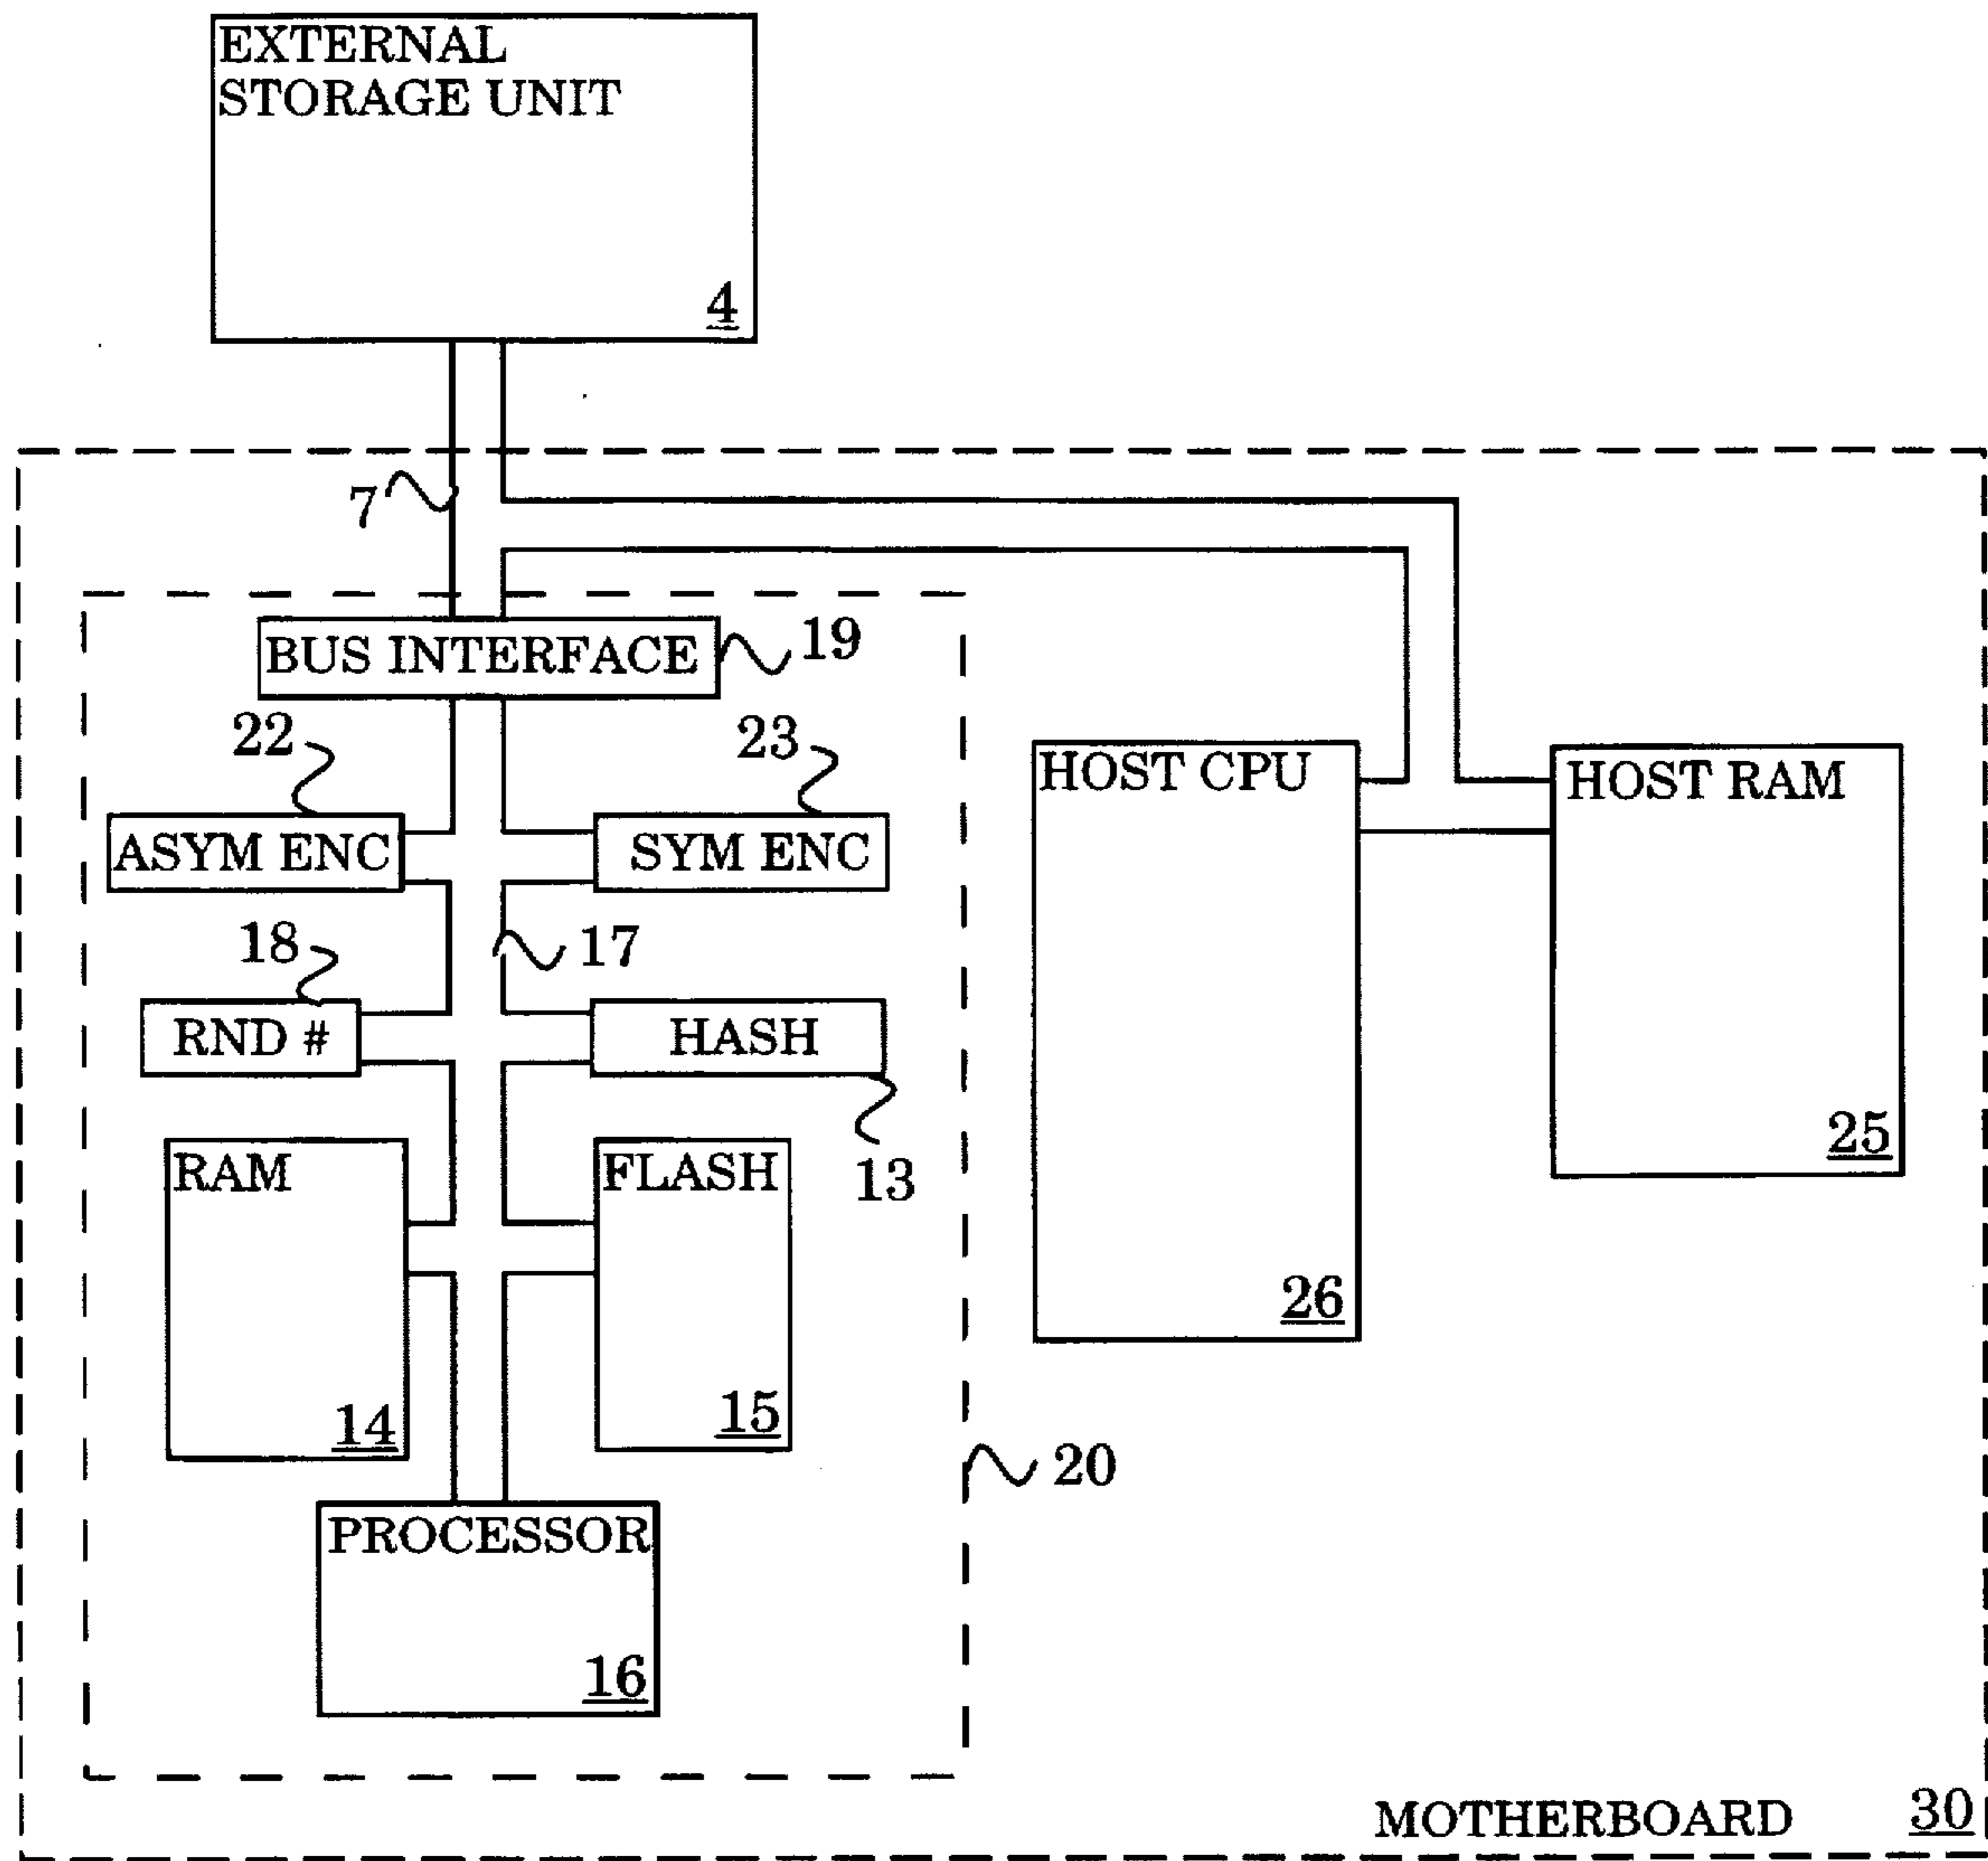 EXTERNAL
STORAGE UNIT
4
7
BUS INTERFACE
19
22
23
HOST CPU
HOST RAM
ASYM ENC
SYM ENC
18
17
RND #
HASH
13
25
RAM
FLASH
26
14
15
20
PROCESSOR
16
MOTHERBOARD 30